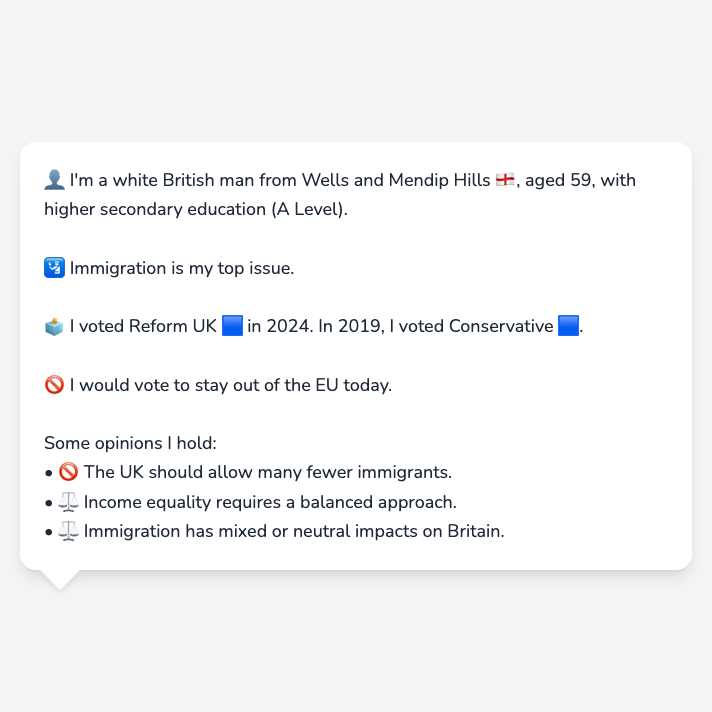 👤 I'm a white British man from Wells and Mendip Hills 🏴󠁧󠁢󠁥󠁮󠁧󠁿, aged 59, with
higher secondary education (A Level).
🛂 Immigration is my top issue.
🗳️ I voted Reform UK 🟦 in 2024. In 2019, I voted Conservative 🟦.
🚫 I would vote to stay out of the EU today.
Some opinions I hold:
• 🚫 The UK should allow many fewer immigrants.
• ⚖️ Income equality requires a balanced approach.
• ⚖️ Immigration has mixed or neutral impacts on Britain.